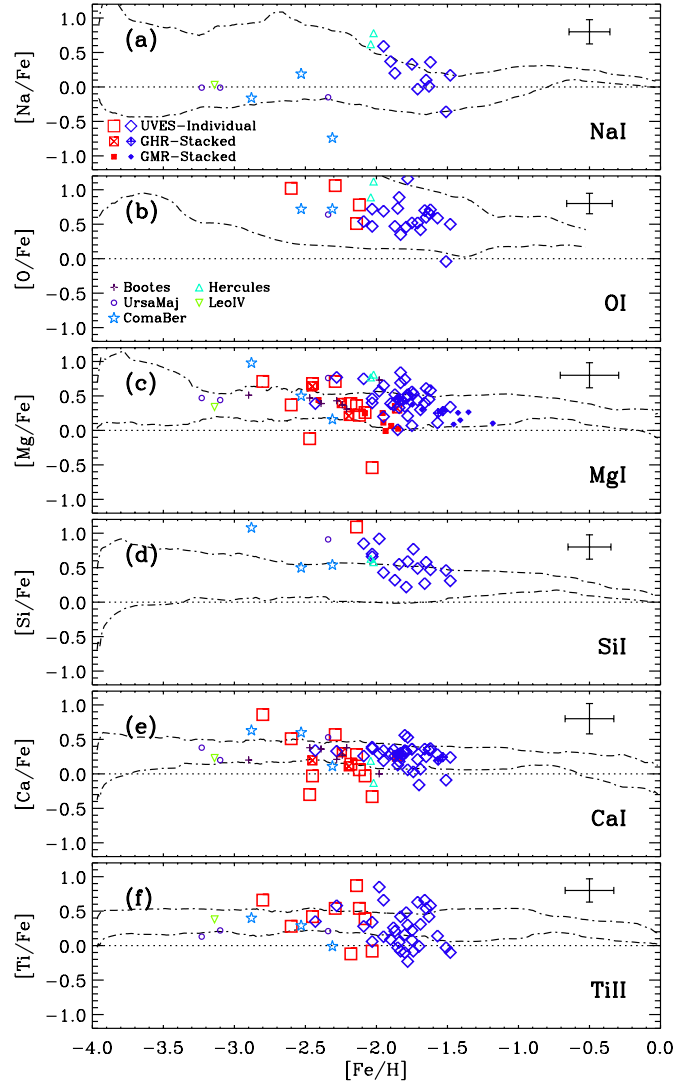 (a)
1.0
0.5
0.0
−0.5
−1.0
[Na/Fe]
UVES−Individual
GHR−Stacked
GMR−Stacked
NaI
(b)
1.0
0.5
0.0
−0.5
−1.0
[O/Fe]
Bootes
Hercules
UrsaMaj
LeoIV
ComaBer
OI
(c)
1.0
0.5
0.0
−0.5
−1.0
[Mg/Fe]
MgI
(d)
1.0
0.5
0.0
−0.5
−1.0
[Si/Fe]
SiI
(e)
1.0
0.5
0.0
−0.5
−1.0
[Ca/Fe]
CaI
(f)
1.0
0.5
0.0
−0.5
−1.0
[Ti/Fe]
TiII
−4.0 −3.5 −3.0 −2.5 −2.0 −1.5 −1.0 −0.5 0.0
[Fe/H]